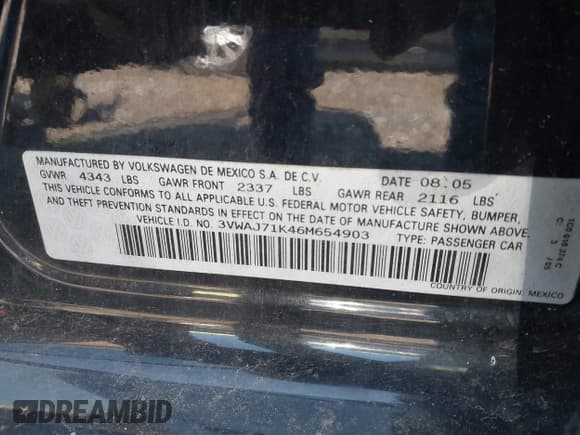 MANUFACTURED BY VOLKSWAGEN DE MEXICO S.A. DE C.V. DATE 08.05
GVWR 4343 LBS GAWR FRONT 2337 LBS GAWR REAR 2116 LBS
THIS VEHICLE CONFORMS TO ALL APPLICABLE U.S. FEDERAL MOTOR VEHICLE SAFETY, BUMPER,
AND THEFT PREVENTION STANDARDS IN EFFECT ON THE DATE OF MANUFACTURE SHOWN ABOVE.
VEHICLE I.D. NO. 3VWAJ71K46M654903 TYPE: PASSENGER CAR
COUNTRY OF ORIGIN: MEXICO
DREAMBID